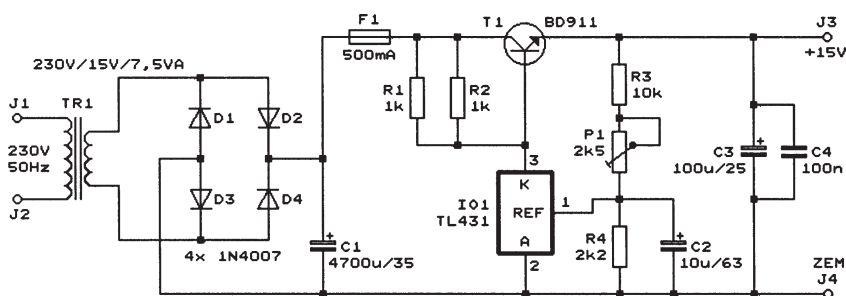 F1
500mA
T1
BD911
J3
+15V
230V/15V/7,5VA
J1
TR1
230V
50Hz
J2
D1
D2
D3
D4
4x 1N4007
R1
1k
R2
1k
R3
10k
P1
2k5
C3
100u/25
C4
100n
3
K
IO1
TL431
REF
1
A
2
R4
2k2
C1
4700u/35
C2
10u/63
ZEM
J4
+
+
+